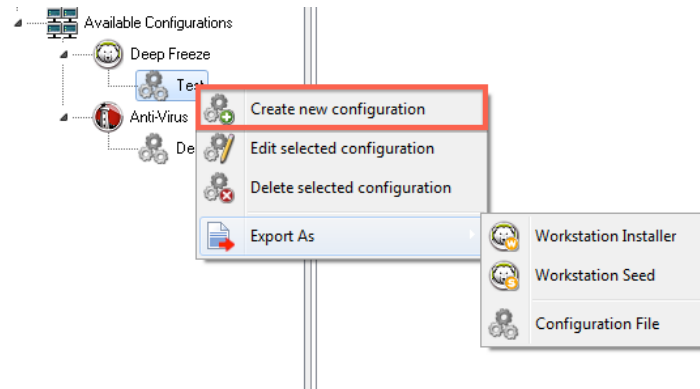 Available Configurations
Deep Freeze
Test
Create new configuration
Anti-Virus
Edit selected configuration
Delete selected configuration
Export As
Workstation Installer
Workstation Seed
Configuration File